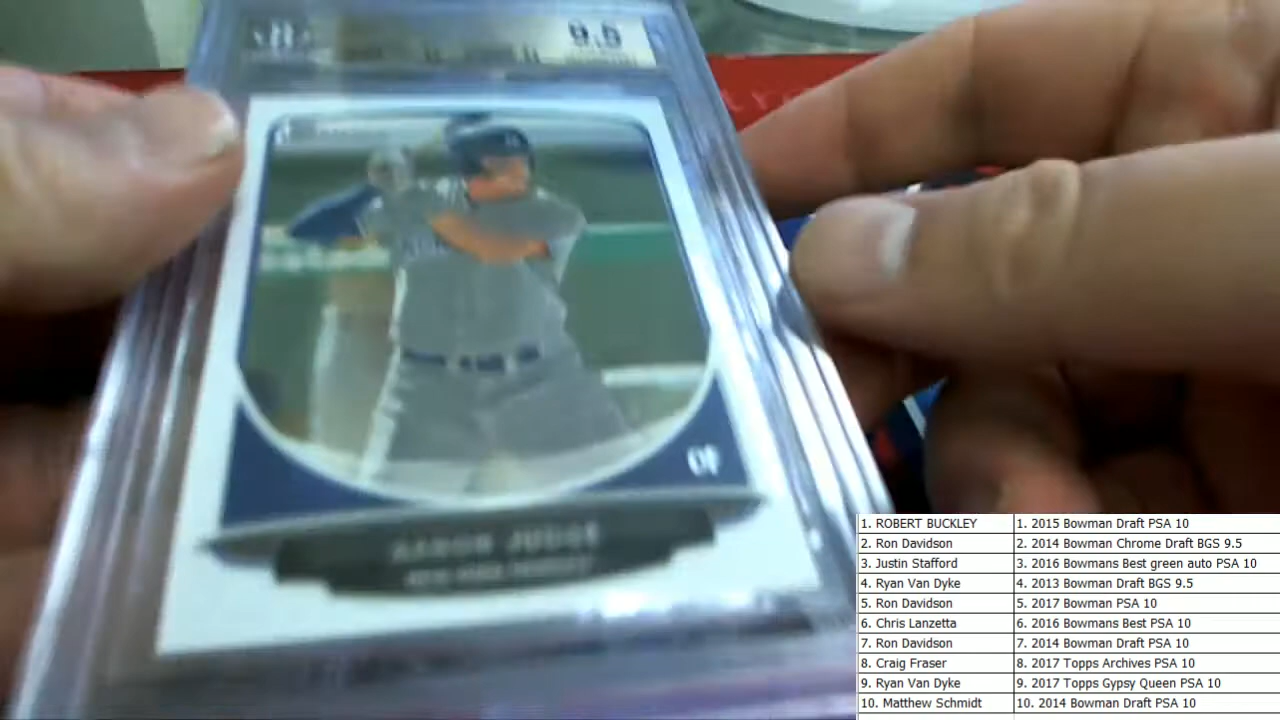 9.5
OF
AARON JUDGE
NEW YORK YANKEES
1. ROBERT BUCKLEY 1. 2015 Bowman Draft PSA 10
2. Ron Davidson 2. 2014 Bowman Chrome Draft BGS 9.5
3. Justin Stafford 3. 2016 Bowmans Best green auto PSA 10
4. Ryan Van Dyke 4. 2013 Bowman Draft BGS 9.5
5. Ron Davidson 5. 2017 Bowman PSA 10
6. Chris Lanzetta 6. 2016 Bowmans Best PSA 10
7. Ron Davidson 7. 2014 Bowman Draft PSA 10
8. Craig Fraser 8. 2017 Topps Archives PSA 10
9. Ryan Van Dyke 9. 2017 Topps Gypsy Queen PSA 10
10. Matthew Schmidt 10. 2014 Bowman Draft PSA 10